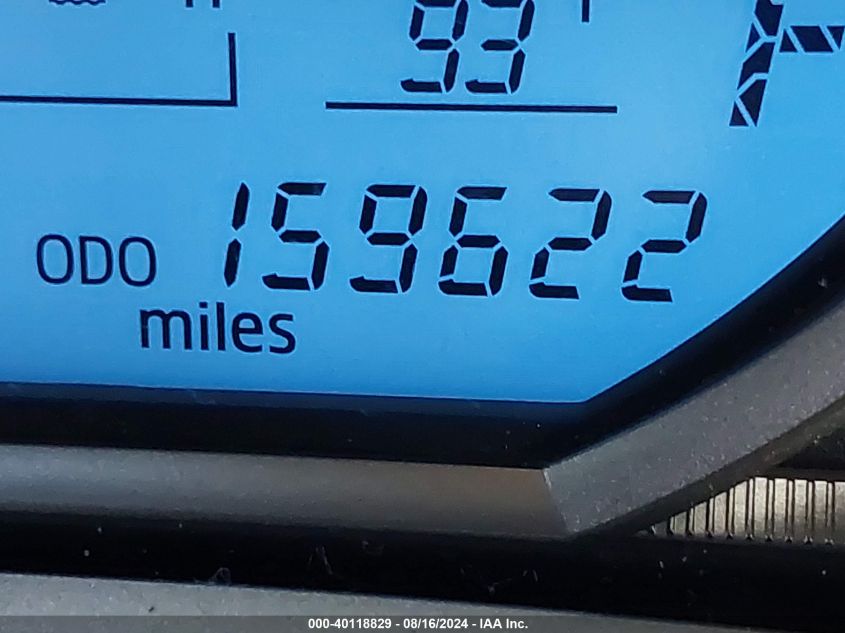 93
ODO 159622
miles
000-40118829 - 08/16/2024 - IAA Inc.